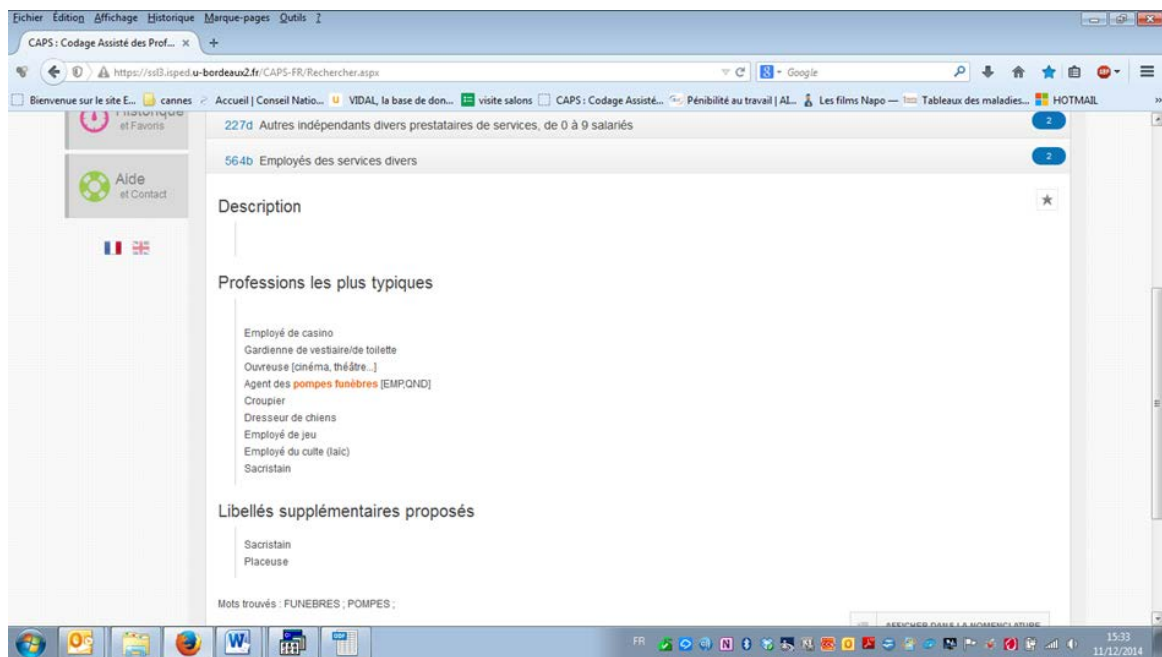 Fichier Édition Affichage Historique Marque-pages Outils ?
CAPS : Codage Assisté des Prof... × +
https://ssl3.isped.u-bordeaux2.fr/CAPS-FR/Rechercher.aspx
Google
Bienvenue sur le site E... cannes Accueil | Conseil Natio... VIDAL, la base de don... visite salons CAPS : Codage Assisté... Pénibilité au travail | AL... Les films Napo — Tableaux des maladies... HOTMAIL »
Historique
et Favoris
227d Autres indépendants divers prestataires de services, de 0 à 9 salariés 2
564b Employés des services divers 2
Aide
et Contact
Description
Professions les plus typiques
Employé de casino
Gardienne de vestiaire/de toilette
Ouvreuse [cinéma, théâtre...]
Agent des pompes funèbres [EMP,QND]
Croupier
Dresseur de chiens
Employé de jeu
Employé du culte (laïc)
Sacristain
Libellés supplémentaires proposés
Sacristain
Placeuse
Mots trouvés : FUNEBRES ; POMPES ;
AFFICHER DANS LA NOMENCLATURE
FR
15:33
11/12/2014